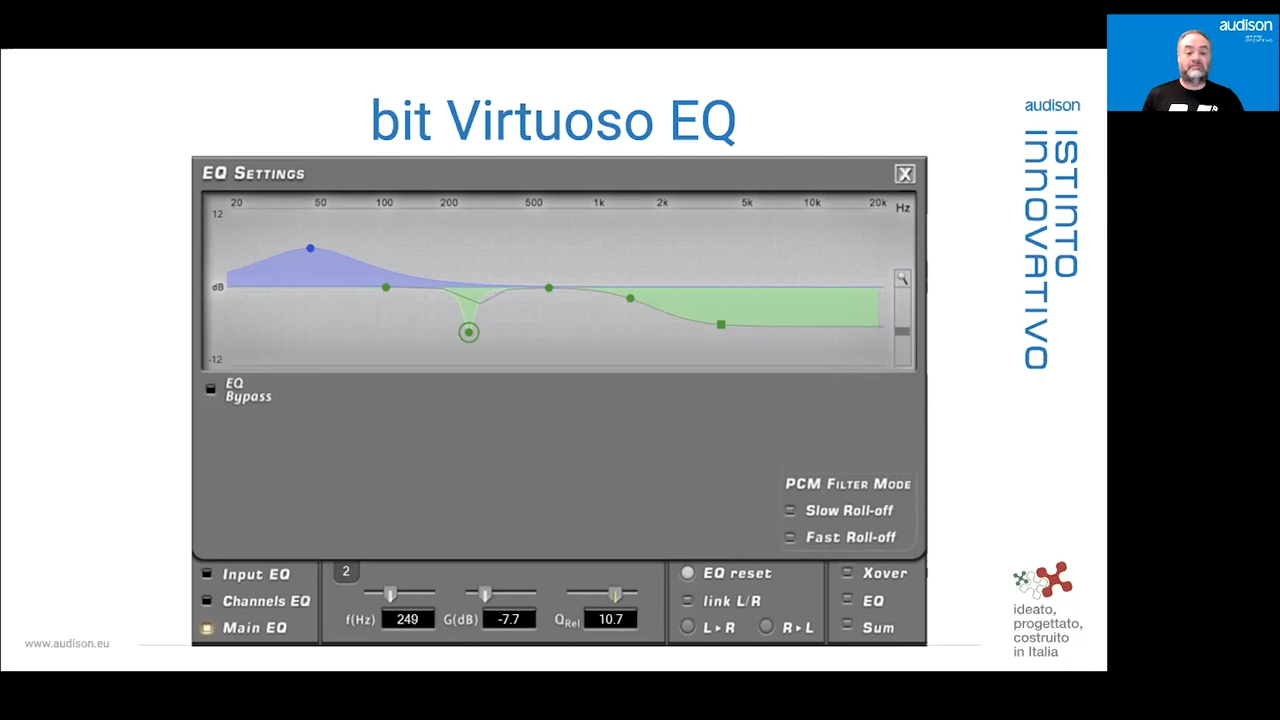 audison
bit Virtuoso EQ
audison
ISTINTO
INNOVATIVO
EQ SETTINGS
X
20 50 100 200 500 1k 2k 5k 10k 20k Hz
12
dB
-12
EQ
Bypass
PCM FILTER MODE
Slow Roll-off
Fast Roll-off
Input EQ
Channels EQ
Main EQ
2
f(Hz) 249 G(dB) -7.7 QRel 10.7
EQ reset
link L/R
L▸R R▸L
Xover
EQ
Sum
www.audison.eu
ideato,
progettato,
costruito
in Italia